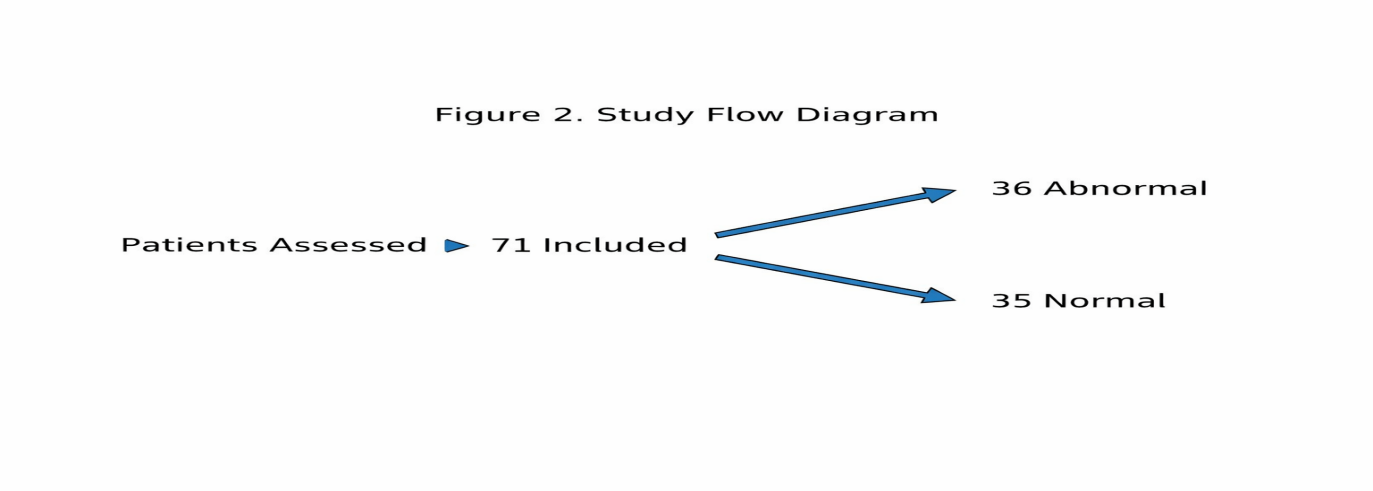 Figure 2. Study Flow Diagram
Patients Assessed
71 Included
36 Abnormal
35 Normal